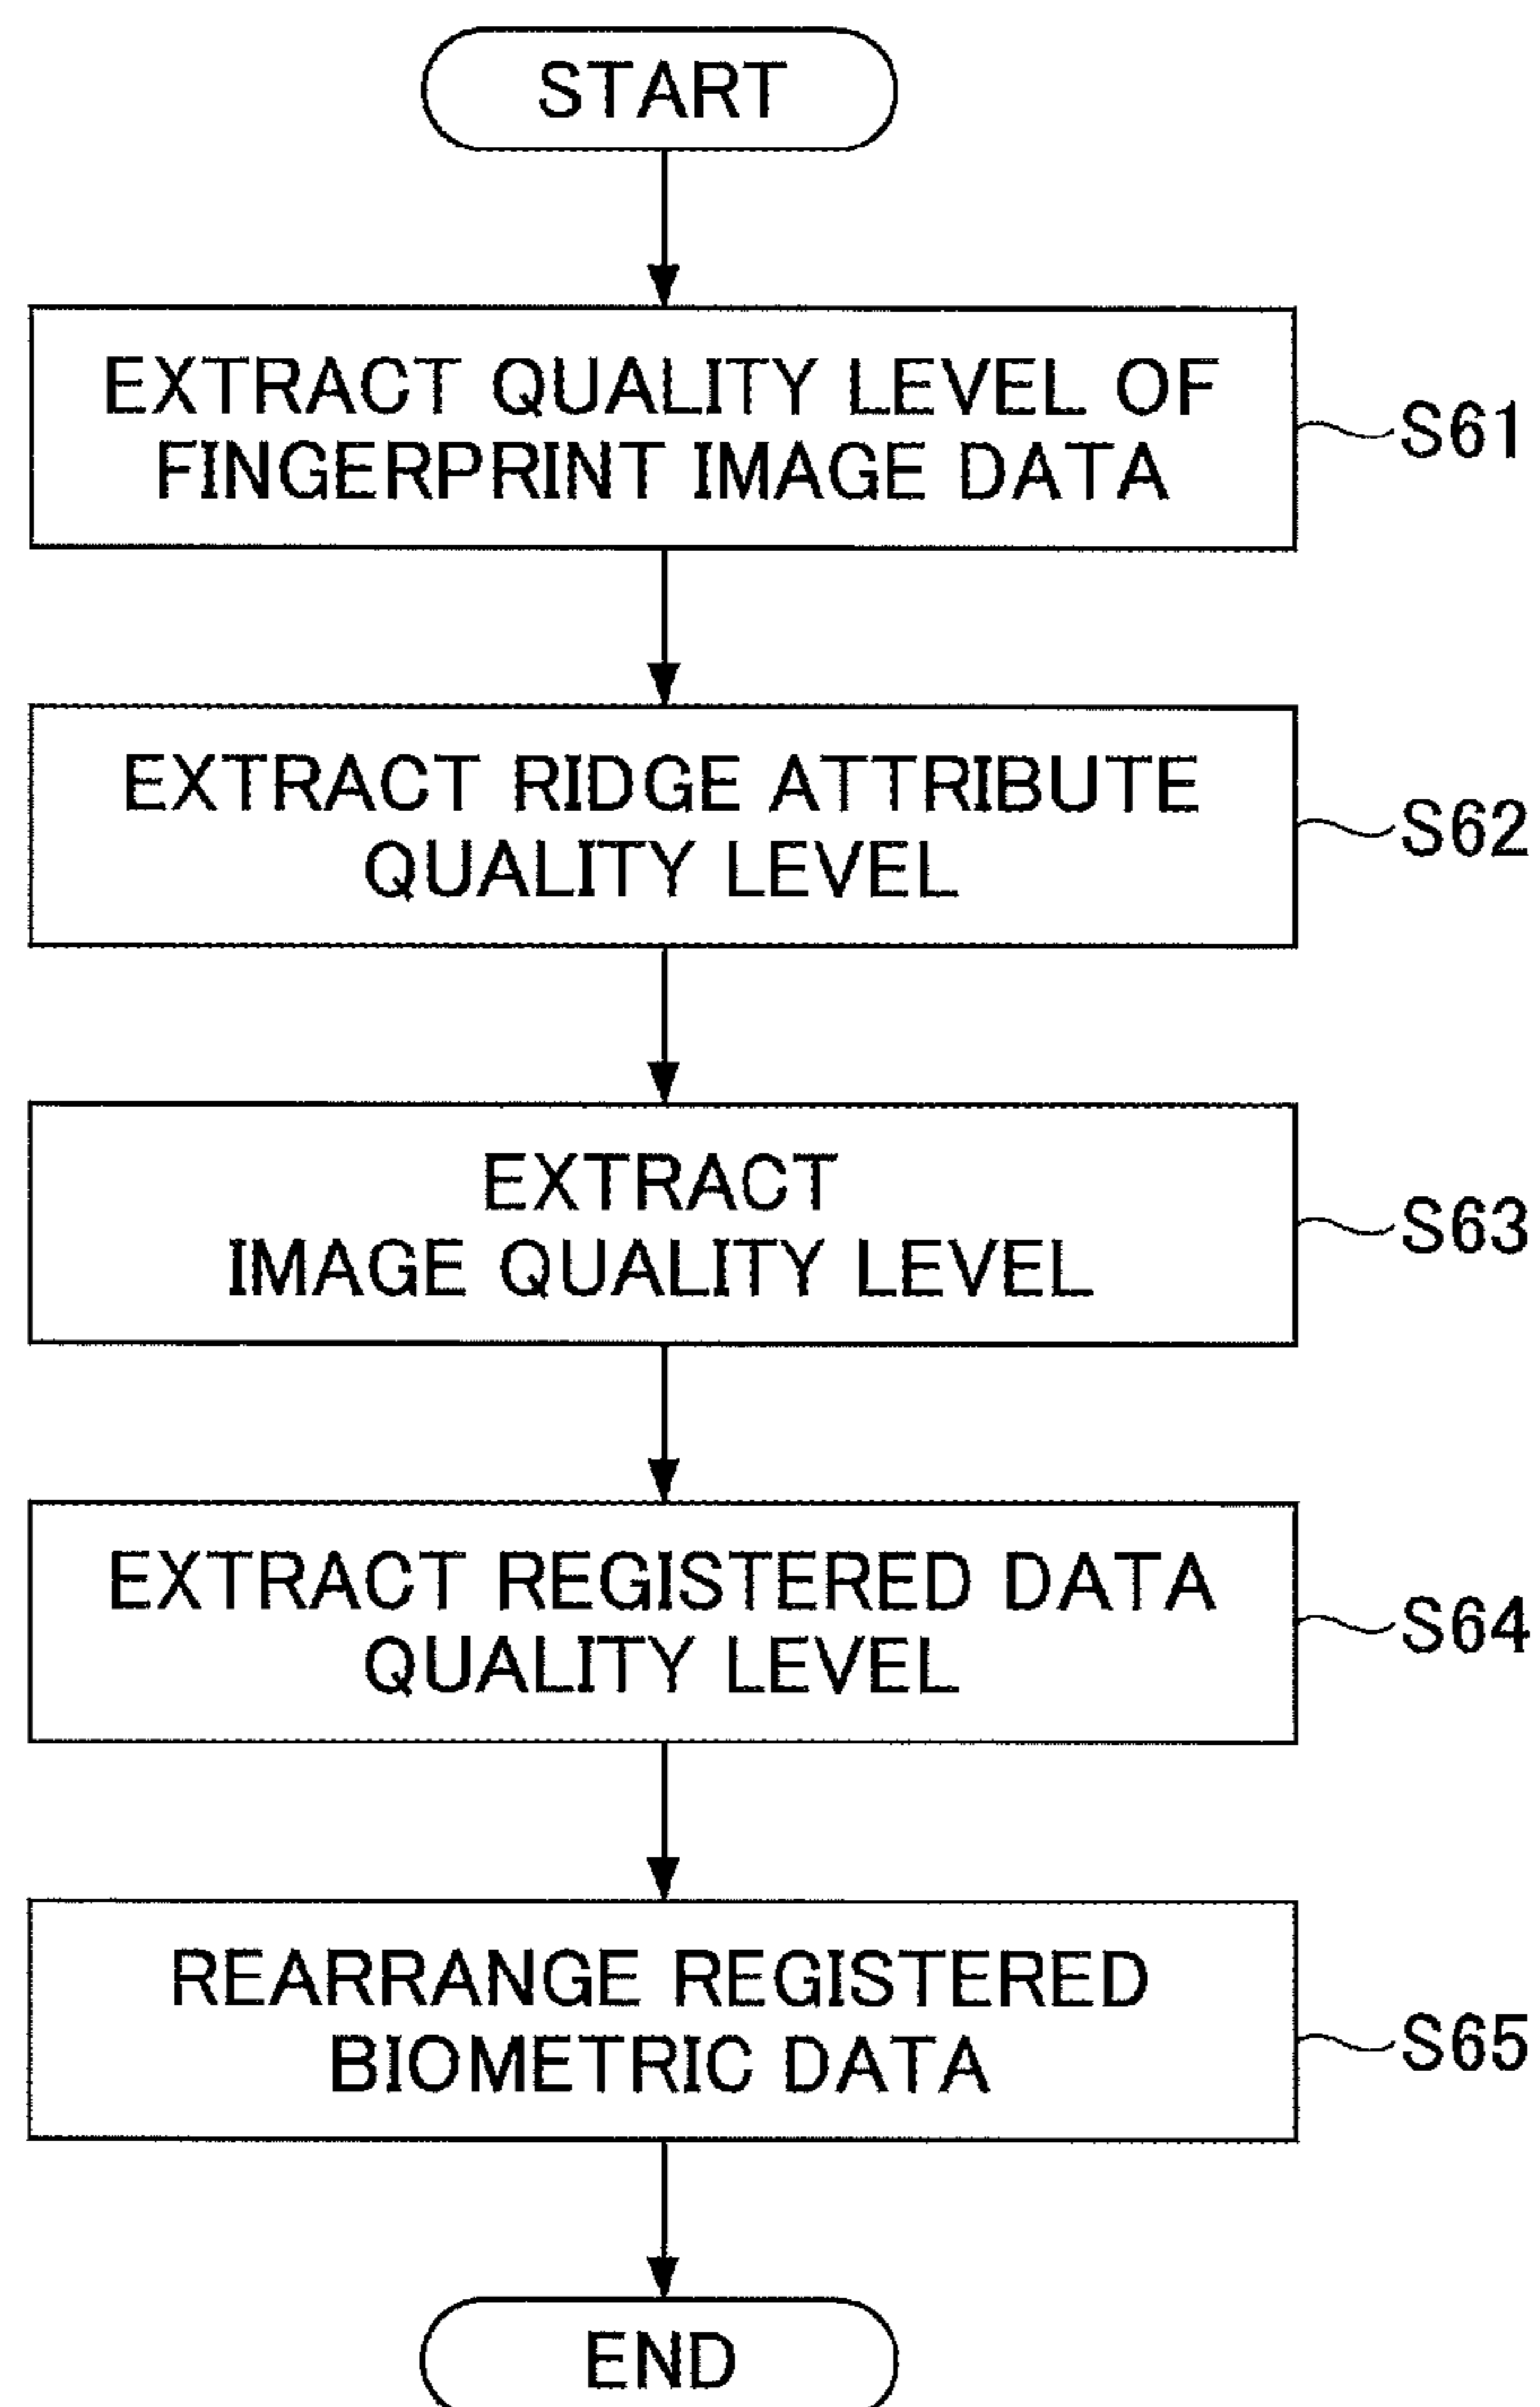 START
EXTRACT QUALITY LEVEL OF
FINGERPRINT IMAGE DATA
S61
EXTRACT RIDGE ATTRIBUTE
QUALITY LEVEL
S62
EXTRACT
IMAGE QUALITY LEVEL
S63
EXTRACT REGISTERED DATA
QUALITY LEVEL
S64
REARRANGE REGISTERED
BIOMETRIC DATA
S65
END